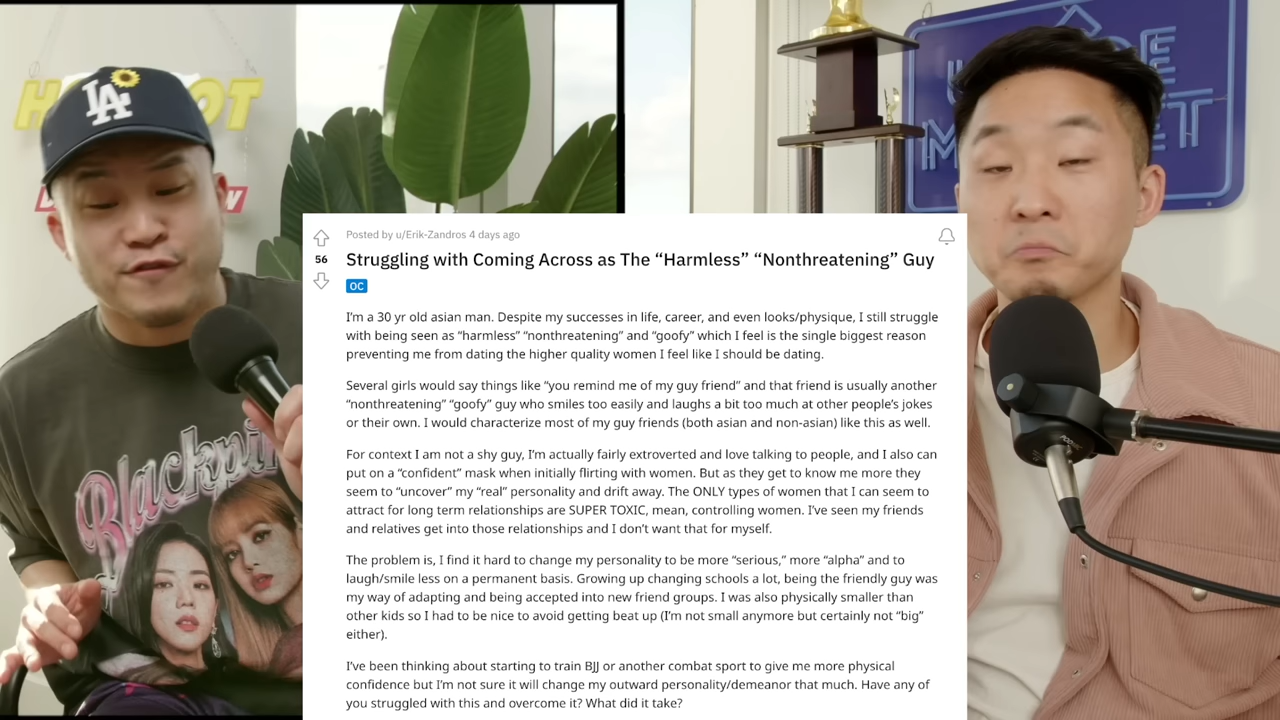 LA
H
OT
W
Blackpin
Posted by u/Erik-Zandros 4 days ago
56
Struggling with Coming Across as The “Harmless” “Nonthreatening” Guy
OC
I’m a 30 yr old asian man. Despite my successes in life, career, and even looks/physique, I still struggle
with being seen as “harmless” “nonthreatening” and “goofy” which I feel is the single biggest reason
preventing me from dating the higher quality women I feel like I should be dating.
Several girls would say things like “you remind me of my guy friend” and that friend is usually another
“nonthreatening” “goofy” guy who smiles too easily and laughs a bit too much at other people’s jokes
or their own. I would characterize most of my guy friends (both asian and non-asian) like this as well.
For context I am not a shy guy, I’m actually fairly extroverted and love talking to people, and I also can
put on a “confident” mask when initially flirting with women. But as they get to know me more they
seem to “uncover” my “real” personality and drift away. The ONLY types of women that I can seem to
attract for long term relationships are SUPER TOXIC, mean, controlling women. I’ve seen my friends
and relatives get into those relationships and I don’t want that for myself.
The problem is, I find it hard to change my personality to be more “serious,” more “alpha” and to
laugh/smile less on a permanent basis. Growing up changing schools a lot, being the friendly guy was
my way of adapting and being accepted into new friend groups. I was also physically smaller than
other kids so I had to be nice to avoid getting beat up (I’m not small anymore but certainly not “big”
either).
I’ve been thinking about starting to train BJJ or another combat sport to give me more physical
confidence but I’m not sure it will change my outward personality/demeanor that much. Have any of
you struggled with this and overcome it? What did it take?